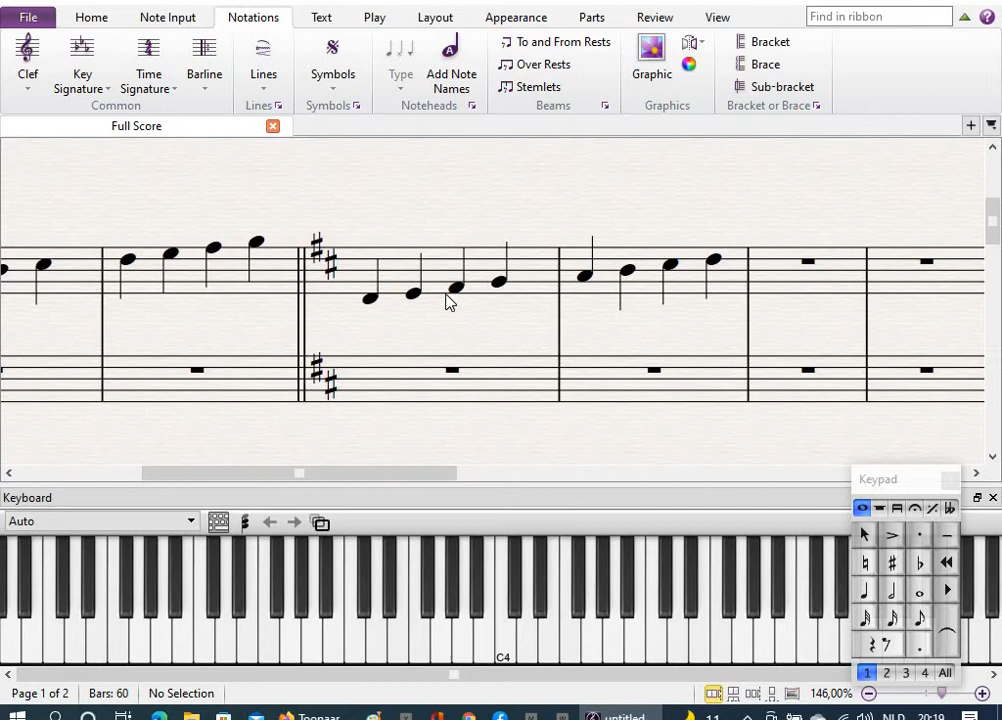 File Home Note Input Notations Text Play Layout Appearance Parts Review View Find in ribbon
Clef Key Signature Time Signature Barline Lines Symbols Type Add Note Names To and From Rests Over Rests Stemlets Graphic Bracket Brace Sub-bracket
Common Lines Symbols Noteheads Beams Graphics Bracket or Brace
Full Score
Keypad
Keyboard
Auto
C4
1 2 3 4 All
Page 1 of 2 Bars: 60 No Selection 146,00%
Toonaar untitled 11 NLD 20:19